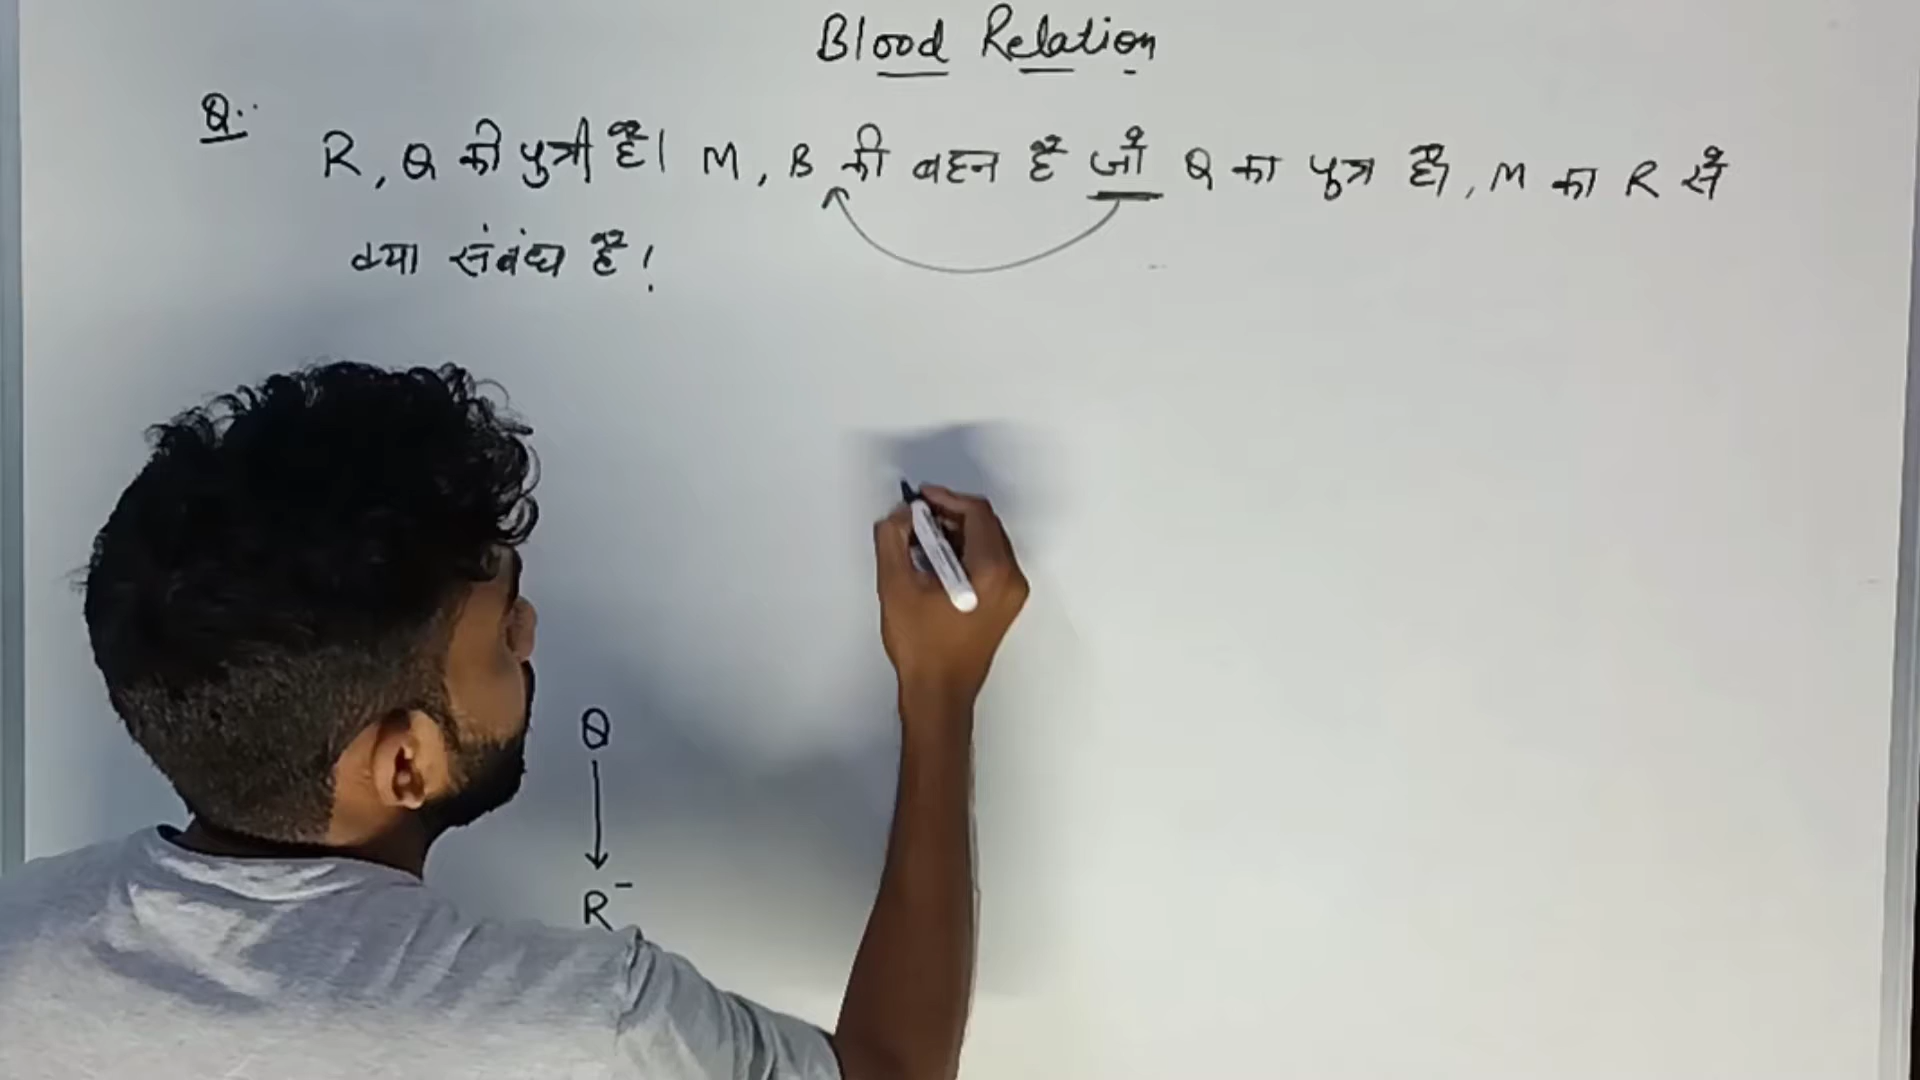 Blood Relation
Q.. R, Q की पुत्री है। M, B की बहन है जो Q का पुत्र है, M का R से
क्या संबंध है!
Q
R⁻